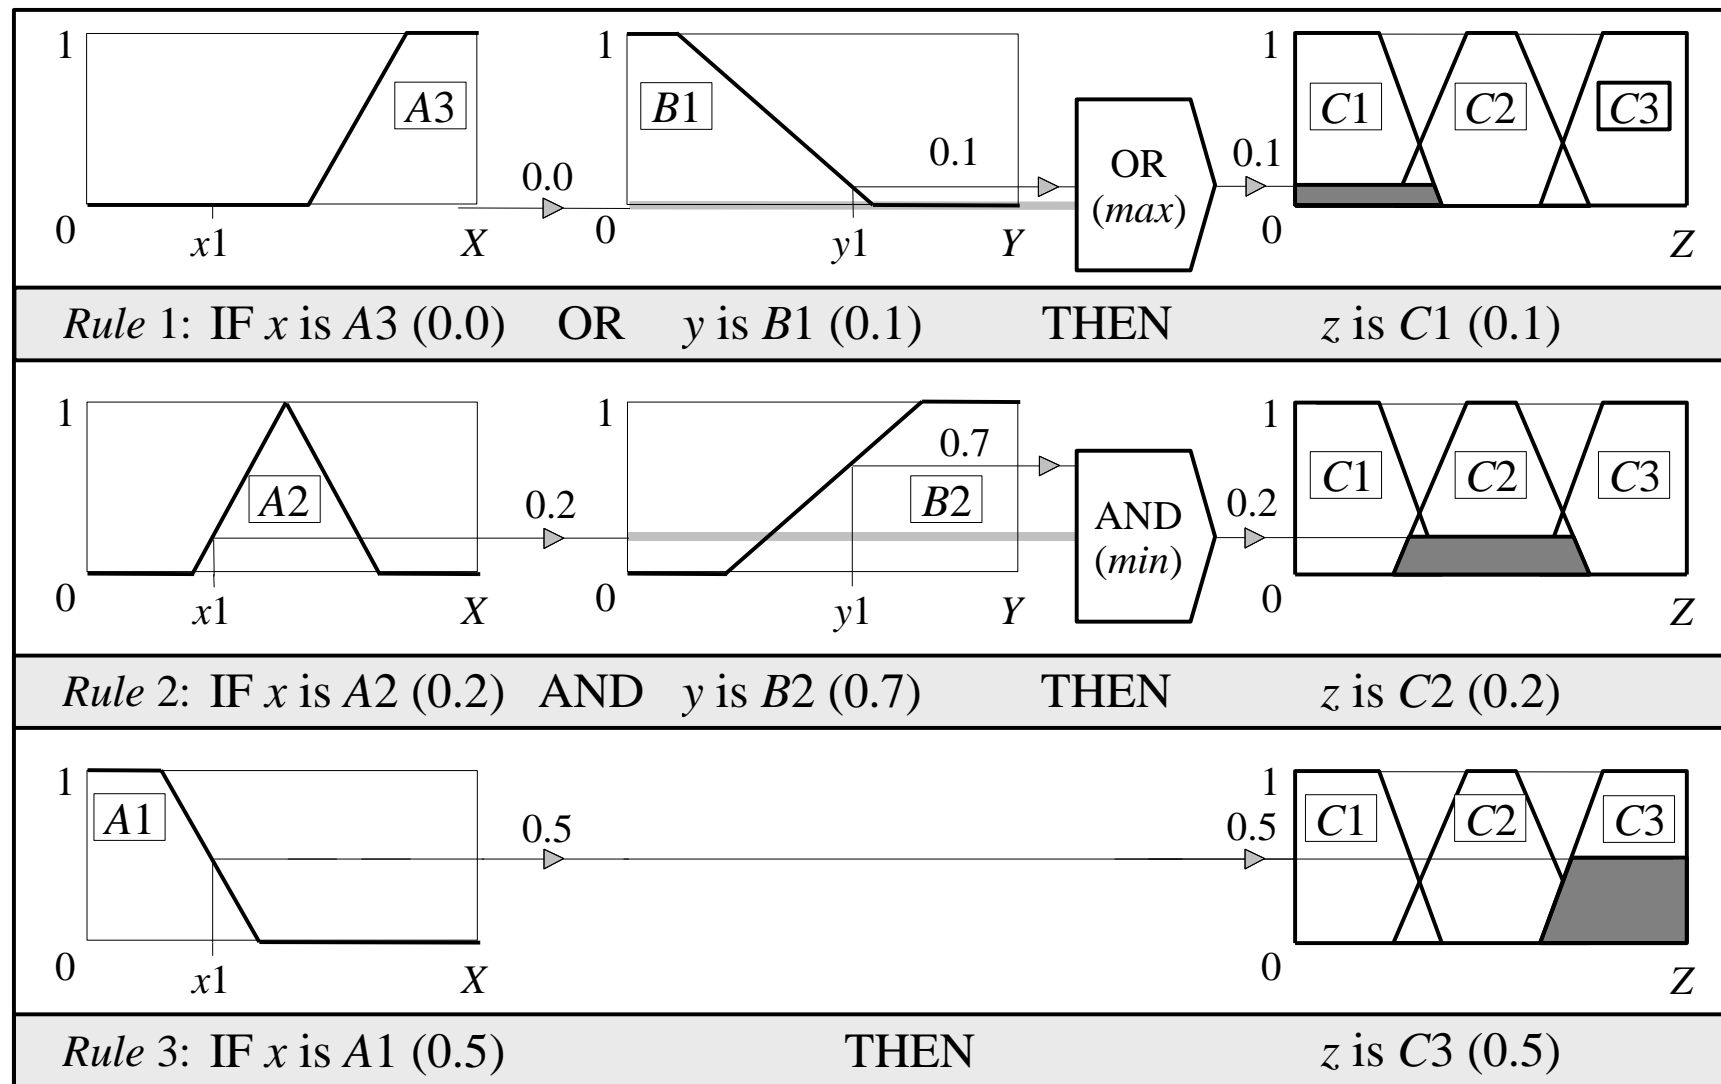 1 1 1
A3 B1 C1 C2 C3
0.0 0.1 OR 0.1
(max)
0 x1 X 0 y1 Y 0 Z
Rule 1: IF x is A3 (0.0) OR y is B1 (0.1) THEN z is C1 (0.1)
1 1 1
A2 0.7 C1 C2 C3
0.2 B2 AND 0.2
(min)
0 x1 X 0 y1 Y 0 Z
Rule 2: IF x is A2 (0.2) AND y is B2 (0.7) THEN z is C2 (0.2)
1 1
A1 0.5 0.5 C1 C2 C3
0 x1 X 0 Z
Rule 3: IF x is A1 (0.5) THEN z is C3 (0.5)